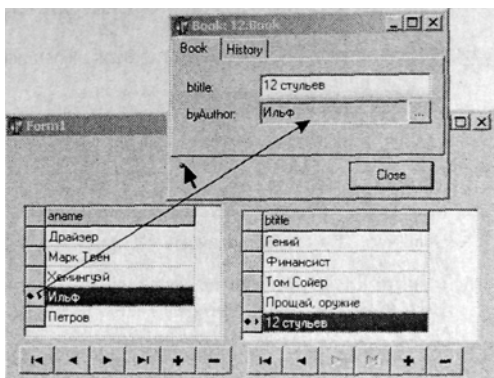 Book: 12.Book
Book History
btitle: 12 стульев
byAuthor: Ильф ...
Close
Form1
aname
Драйзер
Марк Твен
Хемингуэй
Ильф
Петров
btitle
Гений
Финансист
Том Сойер
Прощай, оружие
12 стульев